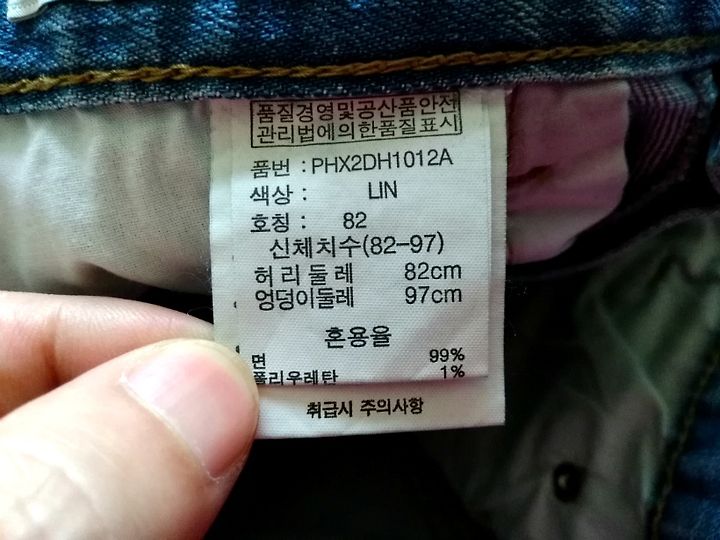 품질경영및공산품안전
관리법에의한품질표시
품번 : PHX2DH1012A
색상 : LIN
호칭 : 82
신체치수(82-97)
허리둘레 82cm
엉덩이둘레 97cm
혼용율
면 99%
폴리우레탄 1%
취급시 주의사항